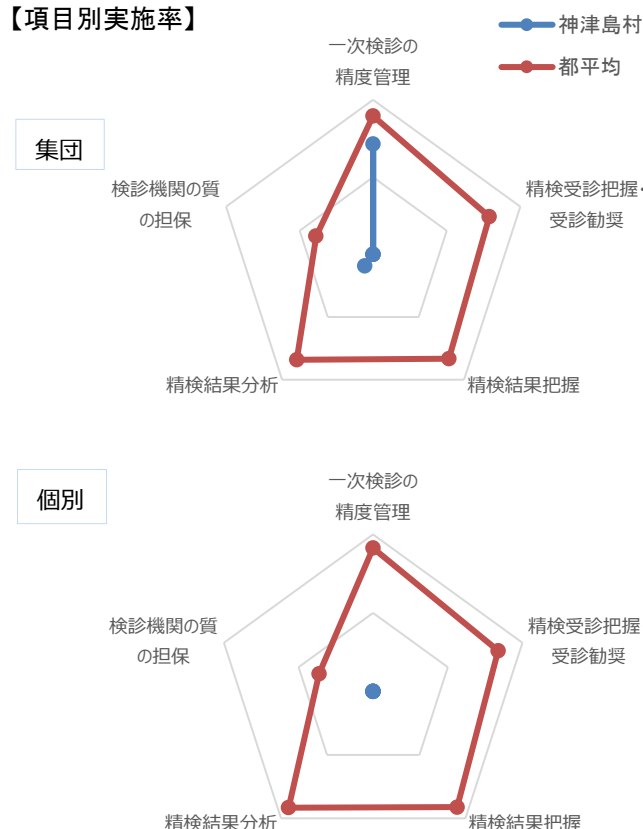 【項目別実施率】
神津島村
都平均
集団
一次検診の
精度管理
精検受診把握・
受診勧奨
精検結果把握
精検結果分析
検診機関の質
の担保
個別
一次検診の
精度管理
精検受診把握
受診勧奨
精検結果把握
精検結果分析
検診機関の質
の担保